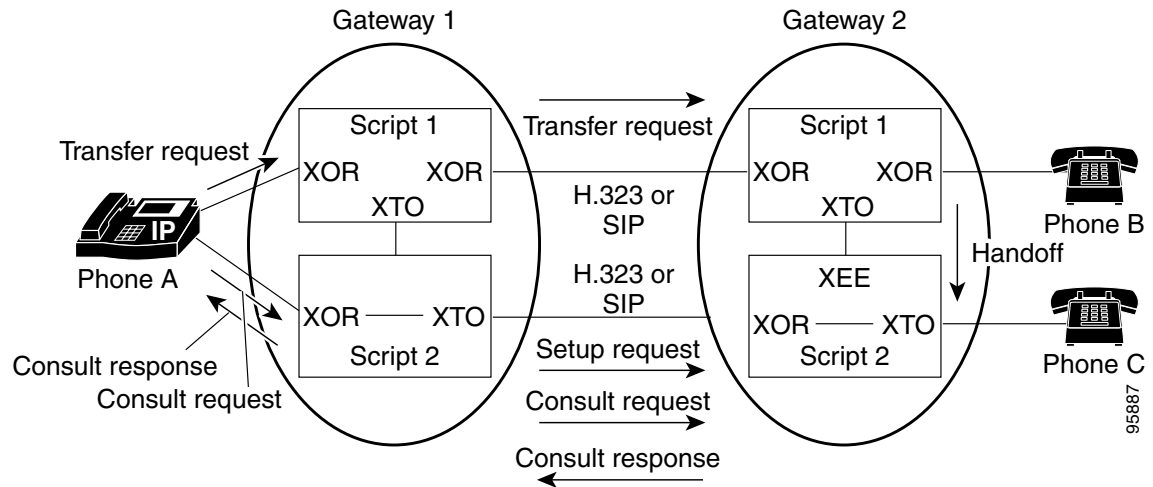 Gateway 1
Gateway 2
Script 1
XOR XOR
XTO
Transfer request
Transfer request
IP
Phone A
H.323 or
SIP
Script 1
XOR XOR
XTO
Phone B
Handoff
XOR XTO
Script 2
H.323 or
SIP
XEE
XOR XTO
Script 2
Phone C
Consult response
Consult request
Setup request
Consult request
Consult response
95887